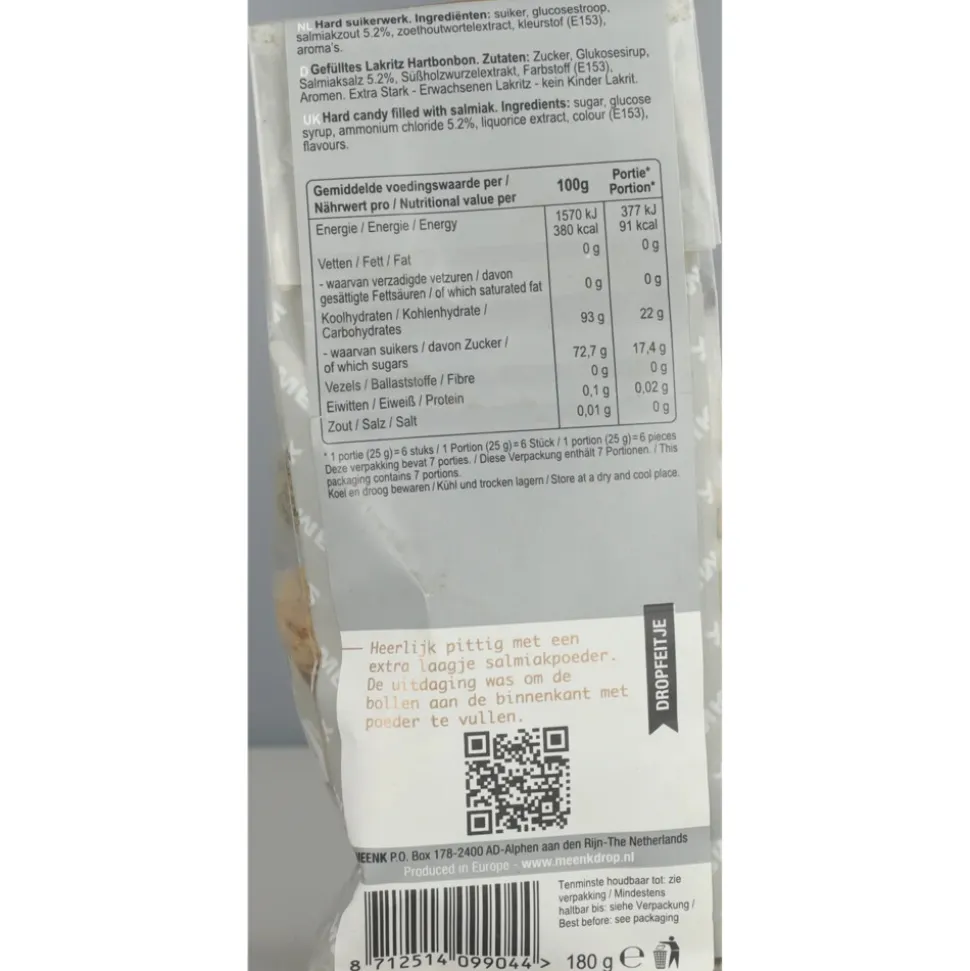 NL Hard suikerwerk. Ingrediënten: suiker, glucosestroop,
salmiakzout 5.2%, zoethoutwortelextract, kleurstof (E153),
aroma's.
D Gefülltes Lakritz Hartbonbon. Zutaten: Zucker, Glukosesirup,
Salmiaksalz 5.2%, Süßholzwurzelextrakt, Farbstoff (E153),
Aromen. Extra Stark - Erwachsenen Lakritz - kein Kinder Lakrit.
UK Hard candy filled with salmiak. Ingredients: sugar, glucose
syrup, ammonium chloride 5.2%, liquorice extract, colour (E153),
flavours.
Gemiddelde voedingswaarde per / 100g Portie*
Nährwert pro / Nutritional value per Portion*
Energie / Energie / Energy 1570 kJ 377 kJ
380 kcal 91 kcal
Vetten / Fett / Fat 0 g 0 g
- waarvan verzadigde vetzuren / davon
gesättigte Fettsäuren / of which saturated fat 0 g 0 g
Koolhydraten / Kohlenhydrate /
Carbohydrates 93 g 22 g
- waarvan suikers / davon Zucker /
of which sugars 72,7 g 17,4 g
Vezels / Ballaststoffe / Fibre 0 g 0 g
Eiwitten / Eiweiß / Protein 0,1 g 0,02 g
Zout / Salz / Salt 0,01 g 0 g
* 1 portie (25 g)=6 stuks / 1 Portion (25 g)=6 Stück / 1 portion (25 g)=6 pieces
Deze verpakking bevat 7 porties. / Diese Verpackung enthält 7 Portionen. / This
packaging contains 7 portions.
Koel en droog bewaren / Kühl und trocken lagern / Store at a dry and cool place.
Heerlijk pittig met een
extra laagje salmiakpoeder.
De uitdaging was om de
bollen aan de binnenkant met
poeder te vullen.
DROPFEITJE
MEENK P.O. Box 178-2400 AD-Alphen aan den Rijn-The Netherlands
Produced in Europe - www.meenkdrop.nl
Tenminste houdbaar tot: zie
verpakking / Mindestens
haltbar bis: siehe Verpackung /
Best before: see packaging
8 712514 099044 >
180 g e